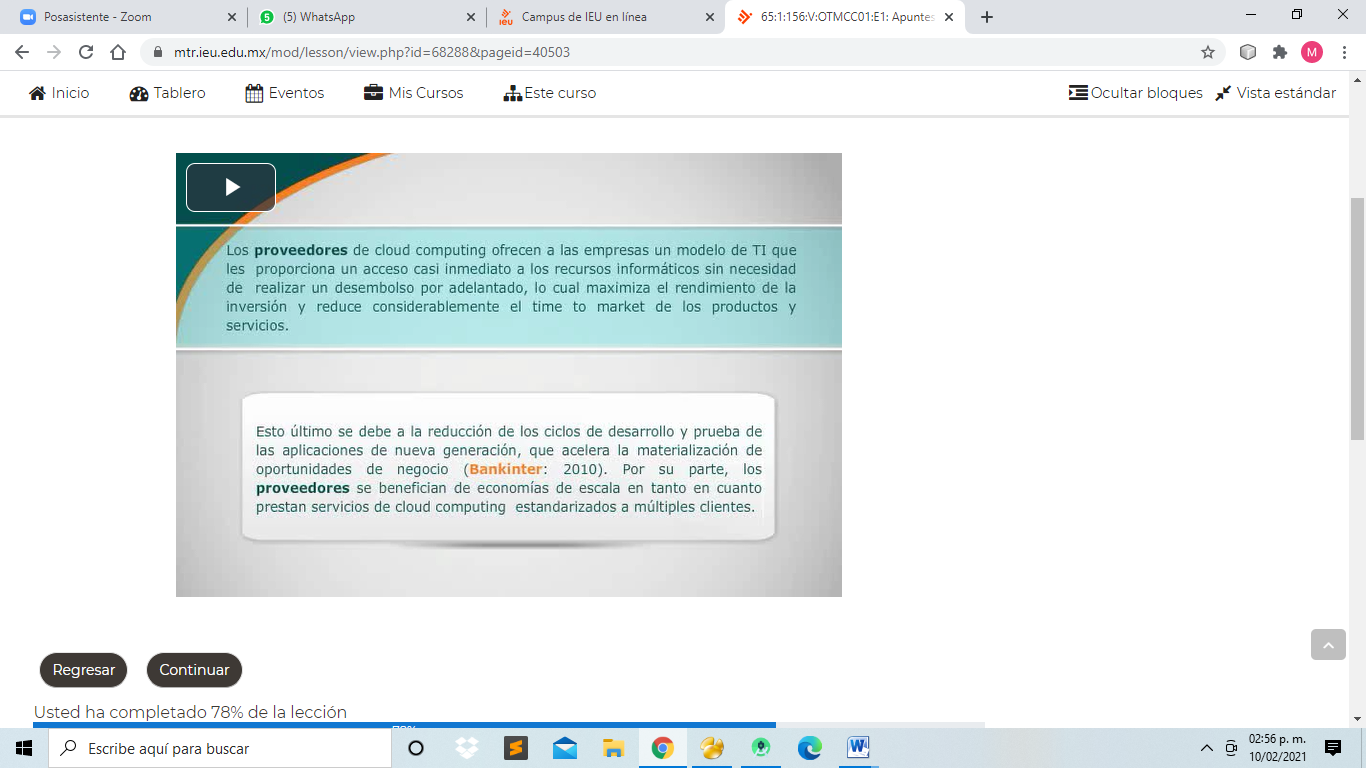 Posasistente - Zoom
(5) WhatsApp
Campus de IEU en línea
65:1:156:V:OTMCC01:E1: Apuntes
mtr.ieu.edu.mx/mod/lesson/view.php?id=68288&pageid=40503
M
Inicio
Tablero
Eventos
Mis Cursos
Este curso
Ocultar bloques
Vista estándar
Los proveedores de cloud computing ofrecen a las empresas un modelo de TI que
les proporciona un acceso casi inmediato a los recursos informáticos sin necesidad
de realizar un desembolso por adelantado, lo cual maximiza el rendimiento de la
inversión y reduce considerablemente el time to market de los productos y
servicios.
Esto último se debe a la reducción de los ciclos de desarrollo y prueba de
las aplicaciones de nueva generación, que acelera la materialización de
oportunidades de negocio (Bankinter: 2010). Por su parte, los
proveedores se benefician de economías de escala en tanto en cuanto
prestan servicios de cloud computing estandarizados a múltiples clientes.
Regresar
Continuar
Usted ha completado 78% de la lección
78%
Escribe aquí para buscar
02:56 p. m.
10/02/2021